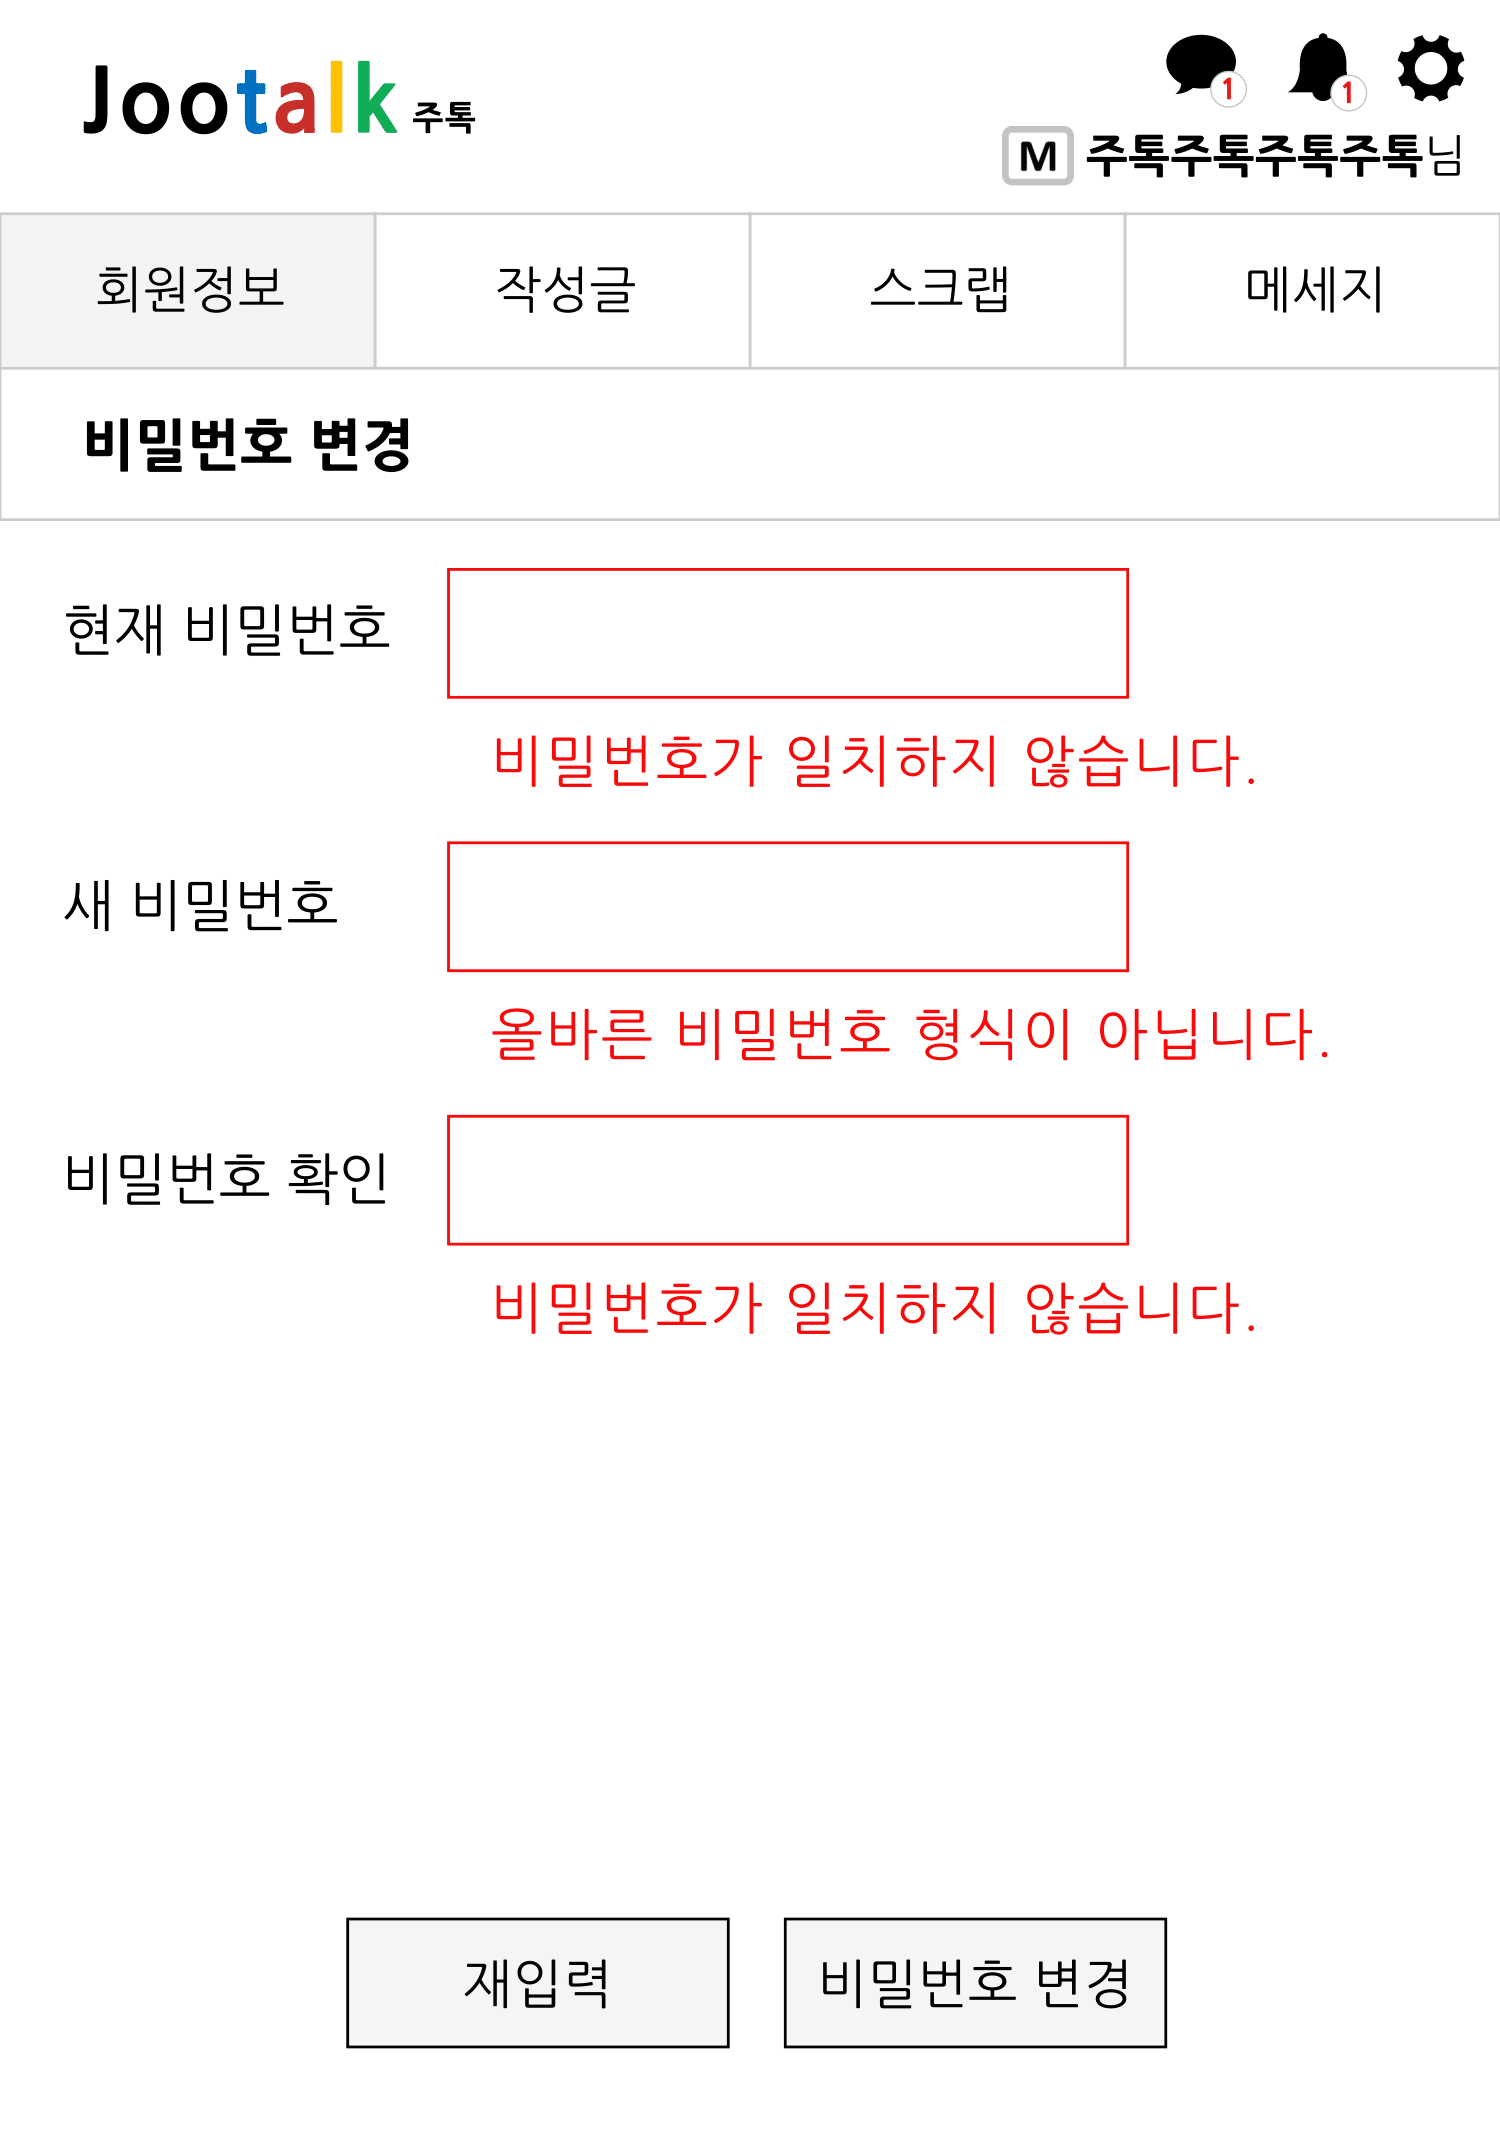 Jootalk 주톡
1
1
M 주톡주톡주톡주톡님
회원정보 작성글 스크랩 메세지
비밀번호 변경
현재 비밀번호
비밀번호가 일치하지 않습니다.
새 비밀번호
올바른 비밀번호 형식이 아닙니다.
비밀번호 확인
비밀번호가 일치하지 않습니다.
재입력 비밀번호 변경